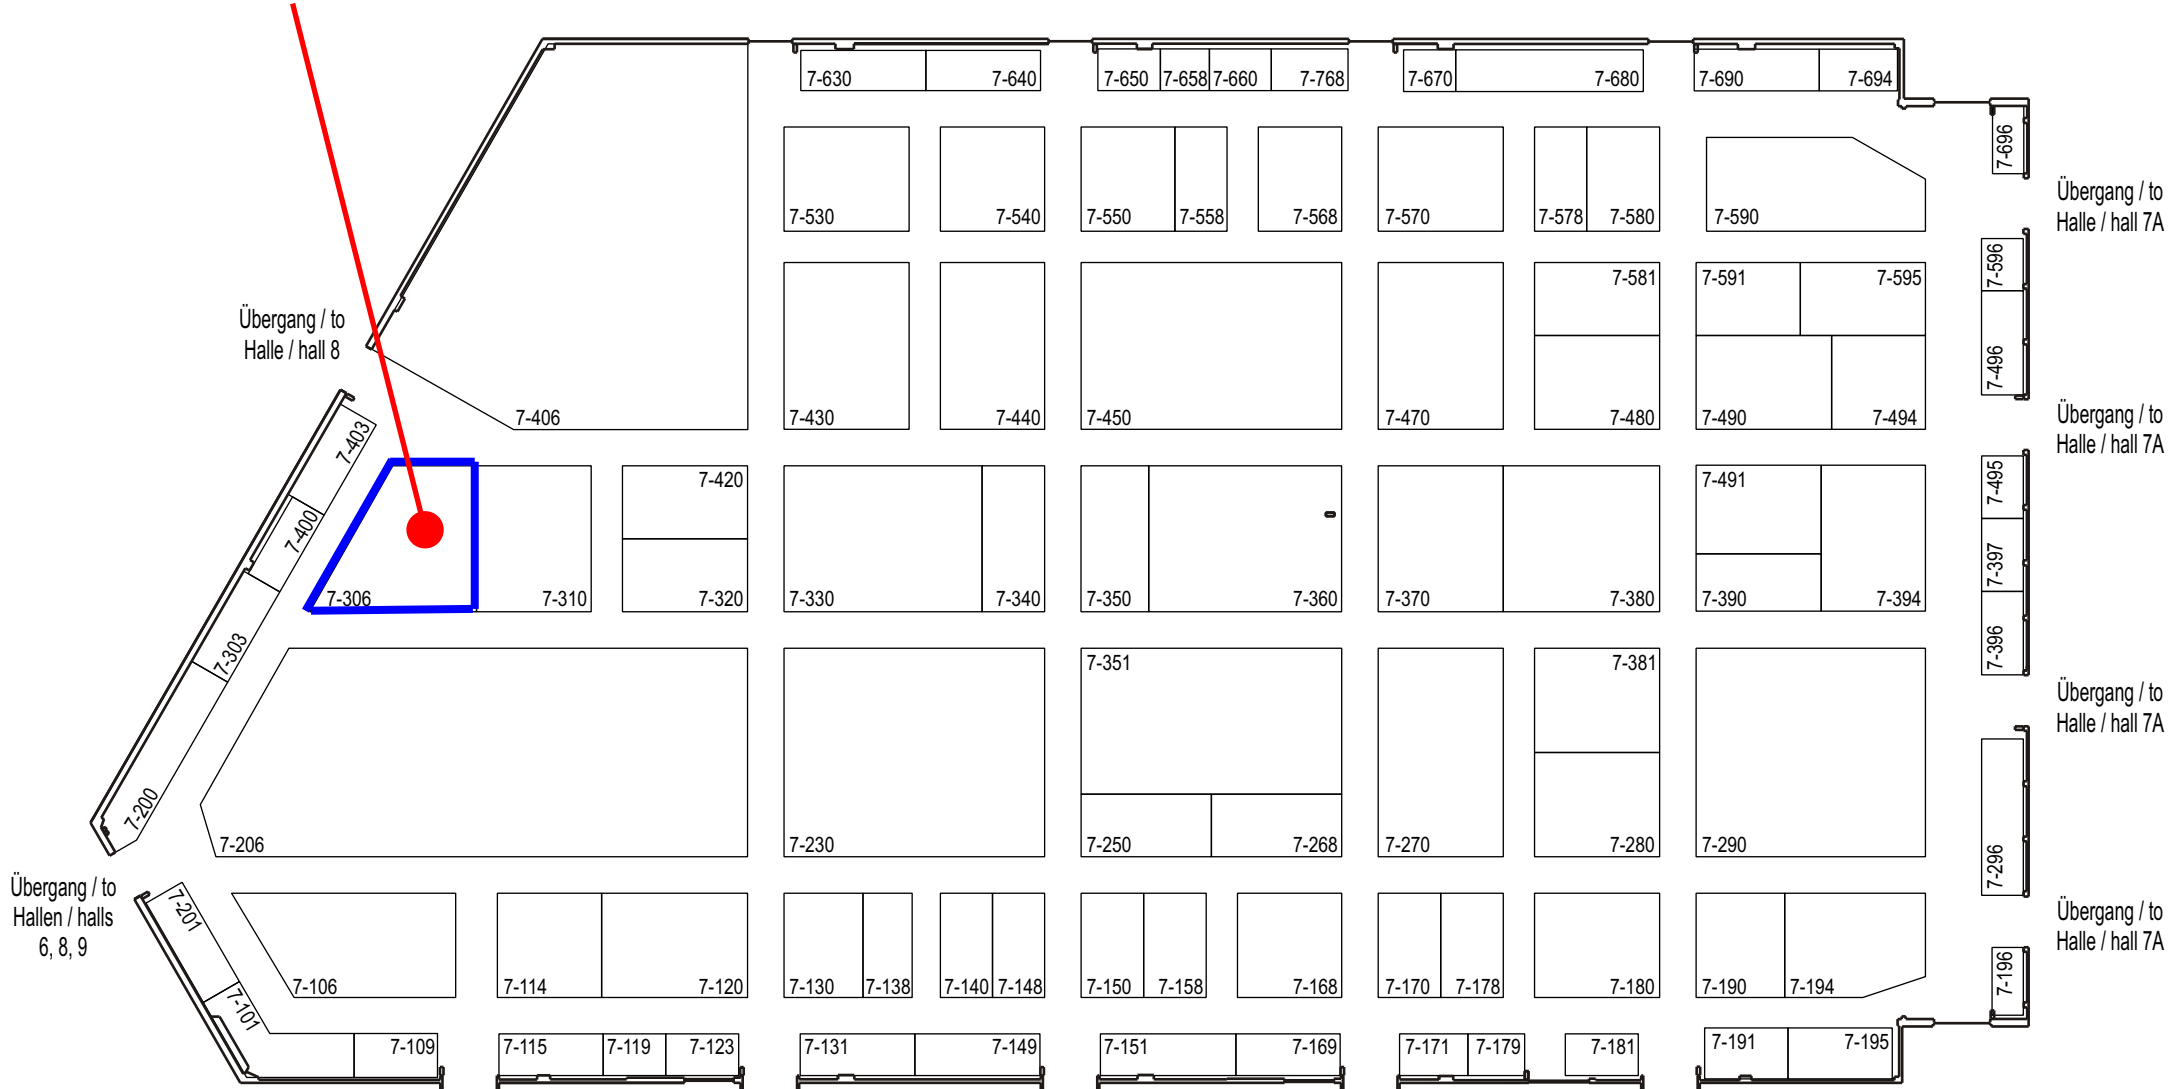 7-630 7-640 7-650 7-658 7-660 7-768 7-670 7-680 7-690 7-694
7-696
7-530 7-540 7-550 7-558 7-568 7-570 7-578 7-580 7-590
Übergang / to
Halle / hall 7A
7-581 7-591 7-595 7-596
Übergang / to
Halle / hall 8
7-496
7-406 7-430 7-440 7-450 7-470 7-480 7-490 7-494
Übergang / to
Halle / hall 7A
7-403
7-420 7-491 7-495
7-400
7-397
7-306 7-310 7-320 7-330 7-340 7-350 7-360 7-370 7-380 7-390 7-394
7-303
7-351 7-381 7-396
Übergang / to
Halle / hall 7A
7-200
7-206 7-230 7-250 7-268 7-270 7-280 7-290
7-296
Übergang / to
Hallen / halls
6, 8, 9
7-201
Übergang / to
Halle / hall 7A
7-106 7-114 7-120 7-130 7-138 7-140 7-148 7-150 7-158 7-168 7-170 7-178 7-180 7-190 7-194
7-196
7-101
7-109 7-115 7-119 7-123 7-131 7-149 7-151 7-169 7-171 7-179 7-181 7-191 7-195